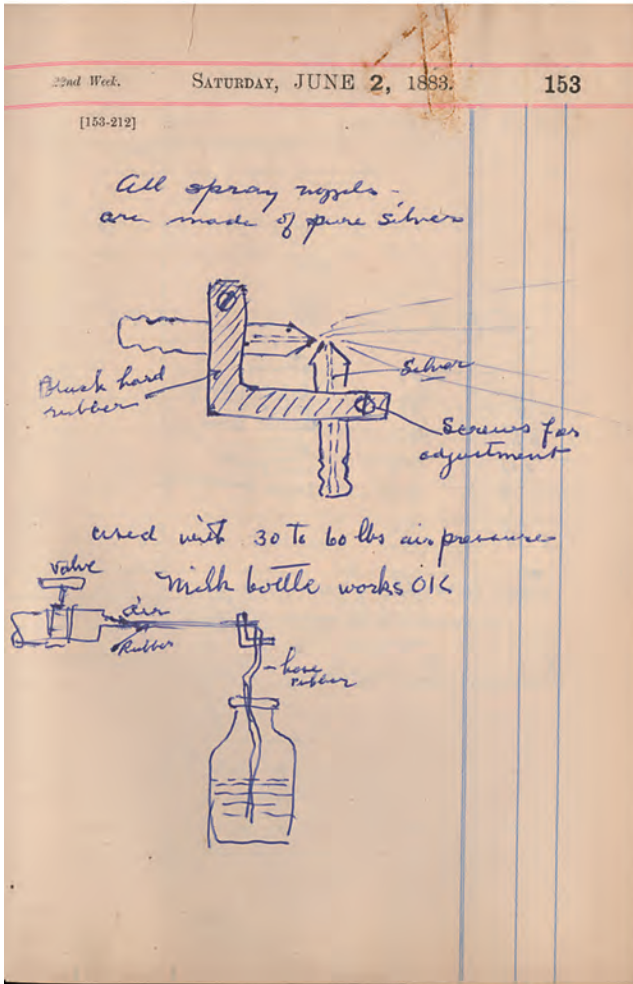 22nd Week. SATURDAY, JUNE 2, 1883. 153
[153-212]
All spray nozzels -
are made of pure silver
Silver
Black hard
rubber
Screws for
adjustment
used with 30 to 60 lbs air pressure
Milk bottle works OK
valve
air
Rubber
hose
rubber